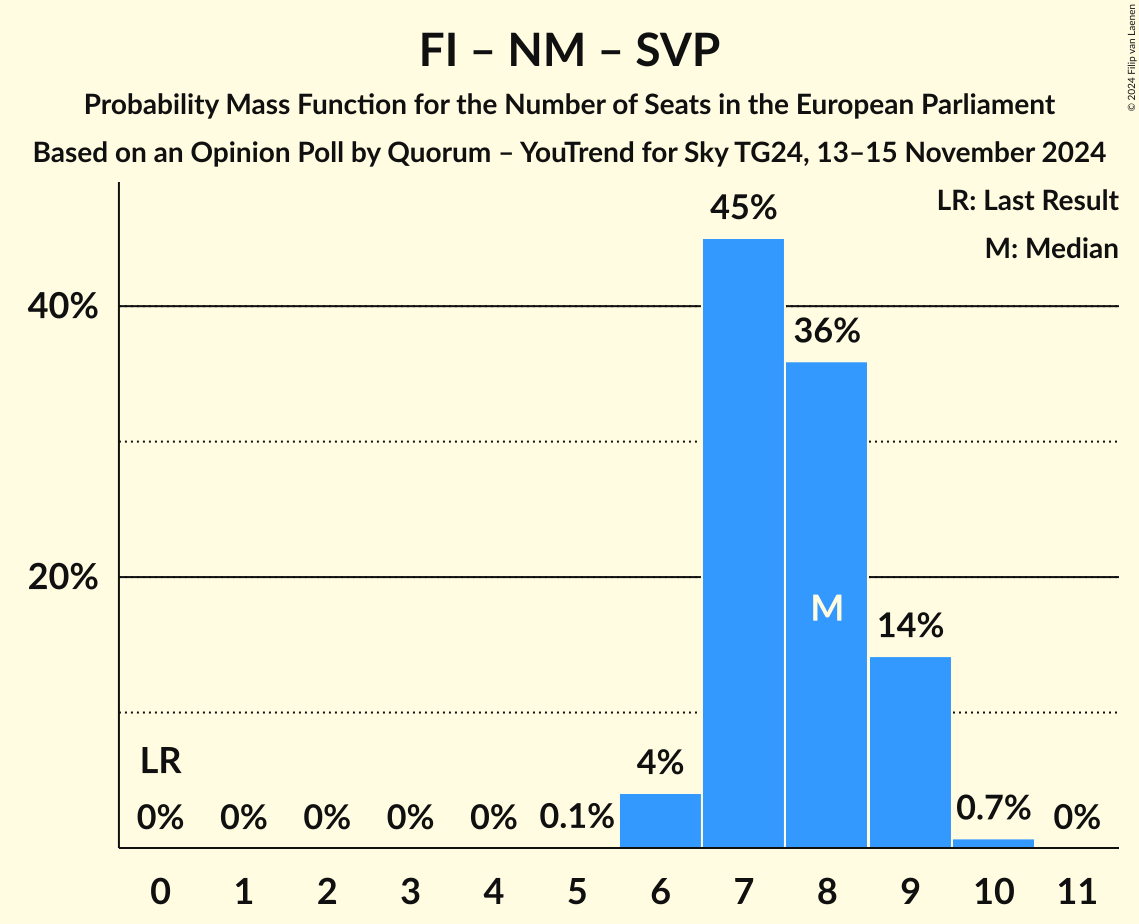 FI – NM – SVP
Probability Mass Function for the Number of Seats in the European Parliament
Based on an Opinion Poll by Quorum – YouTrend for Sky TG24, 13–15 November 2024
© 2024 Filip van Laenen
LR: Last Result
M: Median
45%
40%
36%
20%
M
14%
LR
4%
0% 0% 0% 0% 0% 0.1% 0.7% 0%
0 1 2 3 4 5 6 7 8 9 10 11